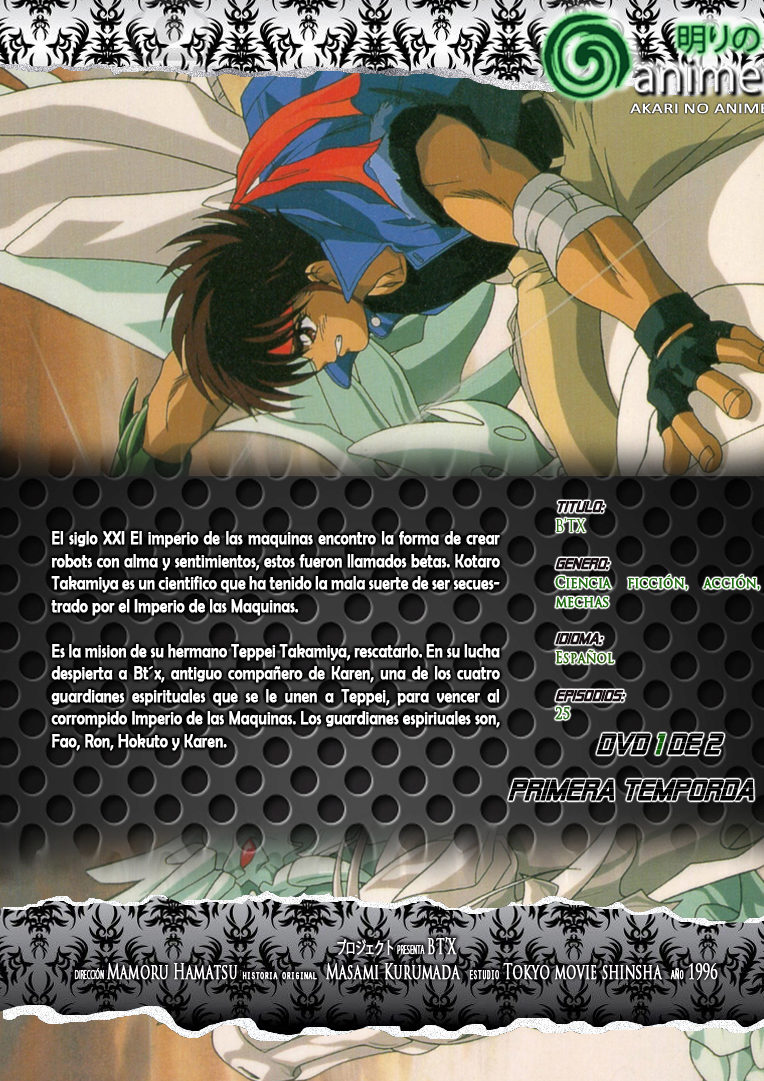 明りの
anime
AKARI NO ANIME
El siglo XXI El imperio de las maquinas encontro la forma de crear
robots con alma y sentimientos, estos fueron llamados betas. Kotaro
Takamiya es un cientifico que ha tenido la mala suerte de ser secues-
trado por el Imperio de las Maquinas.
Es la mision de su hermano Teppei Takamiya, rescatarlo. En su lucha
despierta a Bt´x, antiguo compañero de Karen, una de los cuatro
guardianes espirituales que se le unen a Teppei, para vencer al
corrompido Imperio de las Maquinas. Los guardianes espiriuales son,
Fao, Ron, Hokuto y Karen.
TITULO:
B'TX
GENERO:
CIENCIA FICCIÓN, ACCIÓN,
MECHAS
IDIOMA:
ESPAÑOL
EPISODIOS:
25
DVD 1 DE 2
PRIMERA TEMPORDA
プロジェクト PRESENTA BT'X
DIRECCIÓN MAMORU HAMATSU HISTORIA ORIGINAL MASAMI KURUMADA ESTUDIO TOKYO MOVIE SHINSHA AÑO 1996